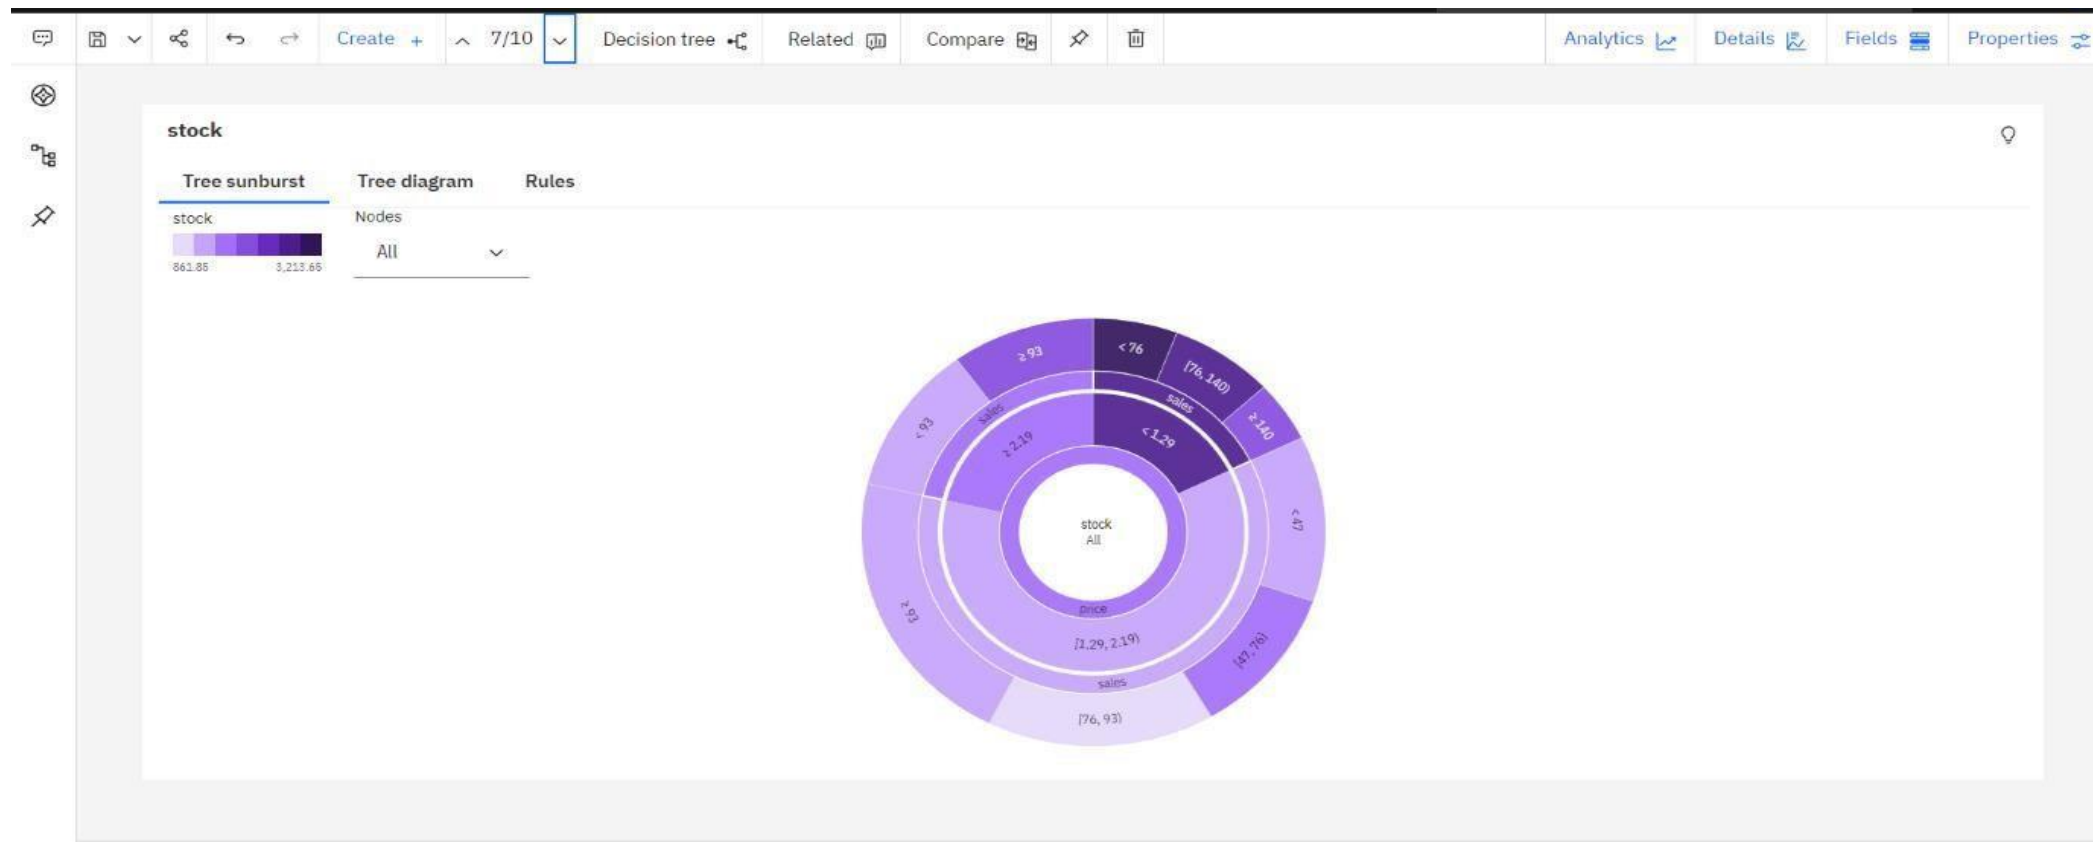 Create + 7/10 Decision tree Related Compare Analytics Details Fields Properties
stock
Tree sunburst Tree diagram Rules
stock Nodes
All
861.85 3,213.65
≥ 93
< 76
[76, 140)
sales
sales
< 93
≥ 140
≥ 2.19
< 1.29
< 47
stock
All
≥ 93
price
[1.29, 2.19)
[47, 76)
sales
[76, 93)